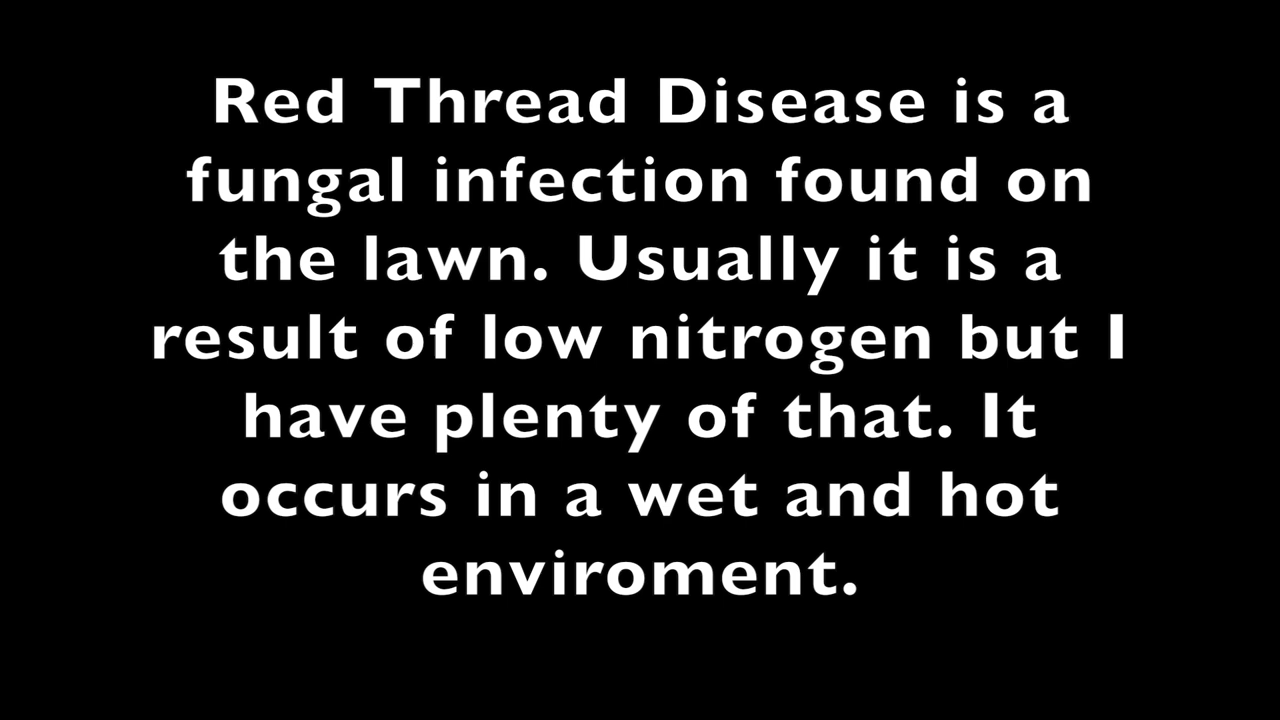 Red Thread Disease is a
fungal infection found on
the lawn. Usually it is a
result of low nitrogen but I
have plenty of that. It
occurs in a wet and hot
enviroment.